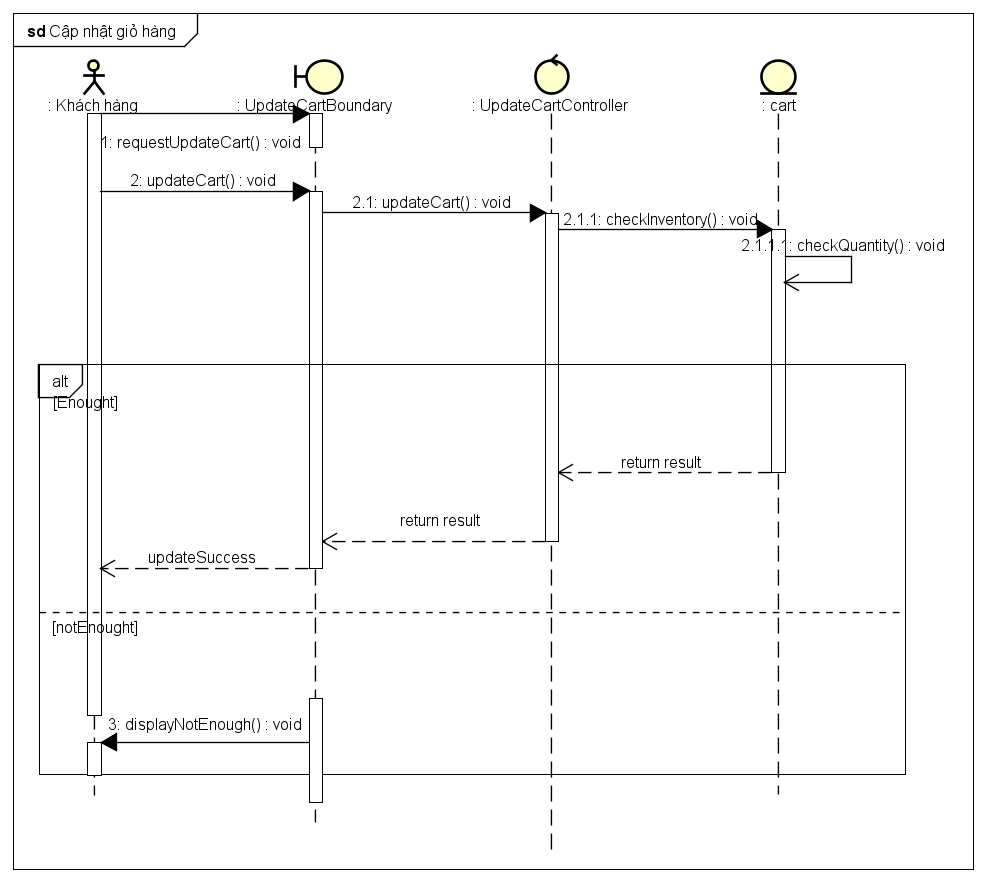 sd Cập nhật giỏ hàng
: Khách hàng
: UpdateCartBoundary
: UpdateCartController
: cart
1: requestUpdateCart() : void
2: updateCart() : void
2.1: updateCart() : void
2.1.1: checkInventory() : void
2.1.1.1: checkQuantity() : void
alt
[Enought]
return result
return result
updateSuccess
[notEnought]
3: displayNotEnough() : void